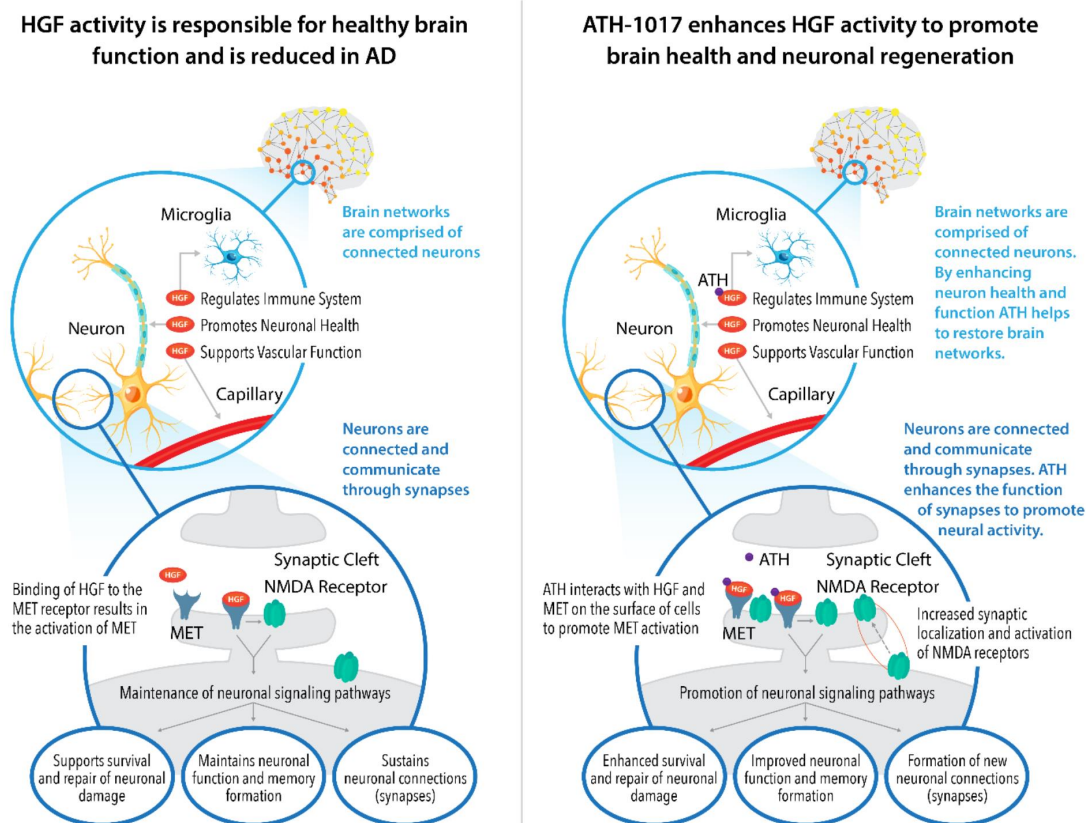 HGF activity is responsible for healthy brain
function and is reduced in AD
Microglia
Brain networks
are comprised of
connected neurons
HGF
Regulates Immune System
Neuron
HGF
Promotes Neuronal Health
HGF
Supports Vascular Function
Capillary
Neurons are
connected and
communicate
through synapses
Synaptic Cleft
HGF
NMDA Receptor
Binding of HGF to the
MET receptor results in
the activation of MET
HGF
MET
Maintenance of neuronal signaling pathways
Supports survival
and repair of neuronal
damage
Maintains neuronal
function and memory
formation
Sustains
neuronal connections
(synapses)
ATH-1017 enhances HGF activity to promote
brain health and neuronal regeneration
Microglia
Brain networks are
comprised of
connected neurons.
By enhancing
neuron health and
function ATH helps
to restore brain
networks.
ATH
HGF
Regulates Immune System
Neuron
HGF
Promotes Neuronal Health
HGF
Supports Vascular Function
Capillary
Neurons are connected
and communicate
through synapses. ATH
enhances the function
of synapses to promote
neural activity.
ATH
Synaptic Cleft
NMDA Receptor
ATH interacts with HGF and
MET on the surface of cells
to promote MET activation
HGF
HGF
MET
Increased synaptic
localization and activation
of NMDA receptors
Promotion of neuronal signaling pathways
Enhanced survival
and repair of neuronal
damage
Improved neuronal
function and memory
formation
Formation of new
neuronal connections
(synapses)